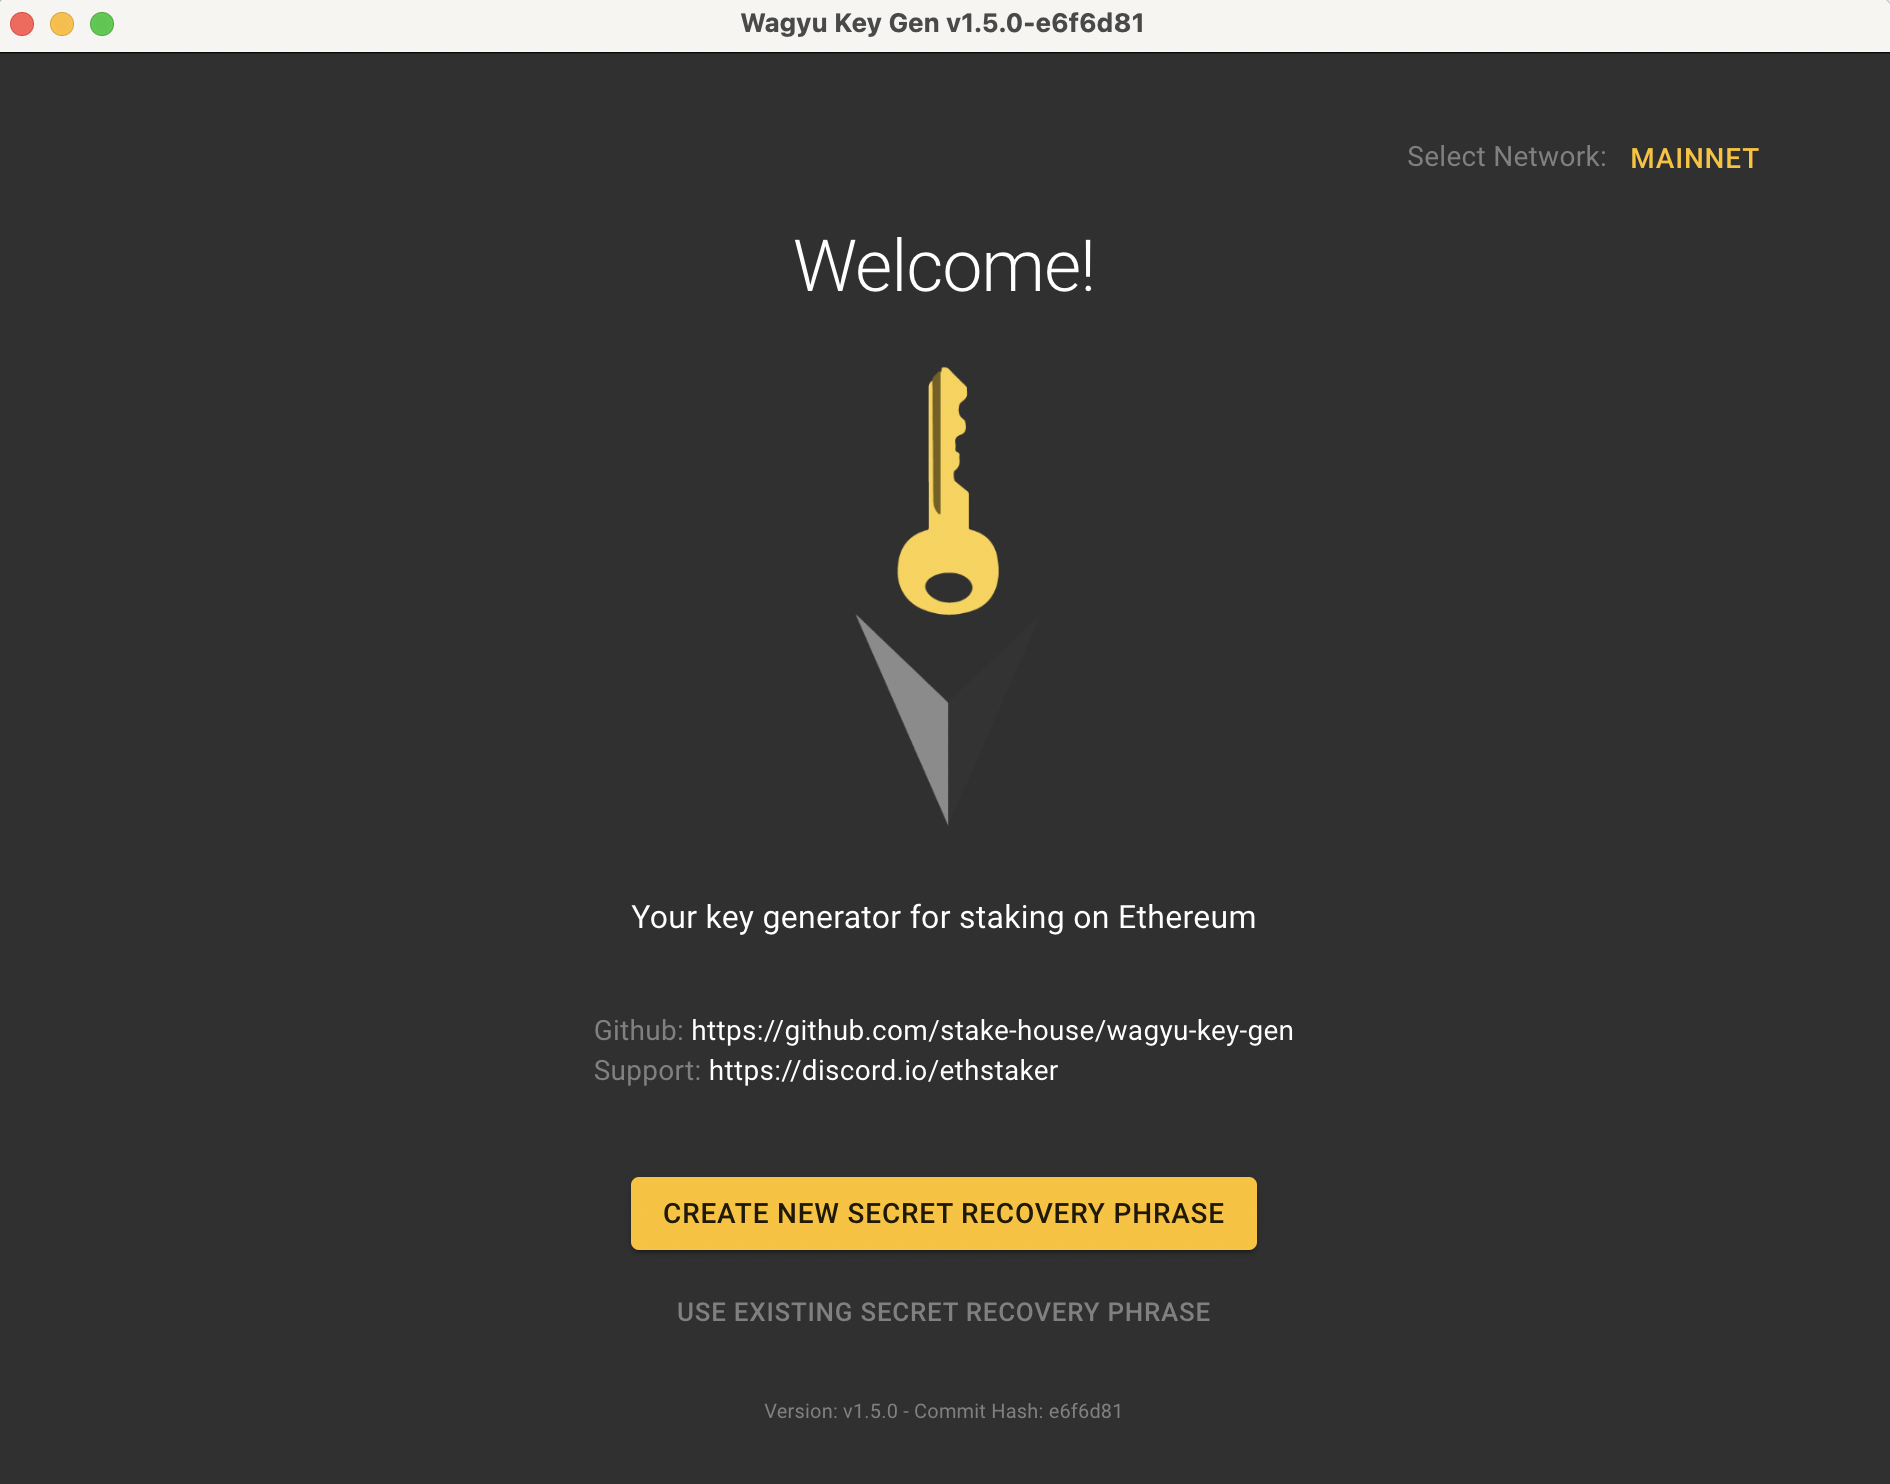 Wagyu Key Gen v1.5.0-e6f6d81
Select Network: MAINNET
Welcome!
Your key generator for staking on Ethereum
Github: https://github.com/stake-house/wagyu-key-gen
Support: https://discord.io/ethstaker
CREATE NEW SECRET RECOVERY PHRASE
USE EXISTING SECRET RECOVERY PHRASE
Version: v1.5.0 - Commit Hash: e6f6d81